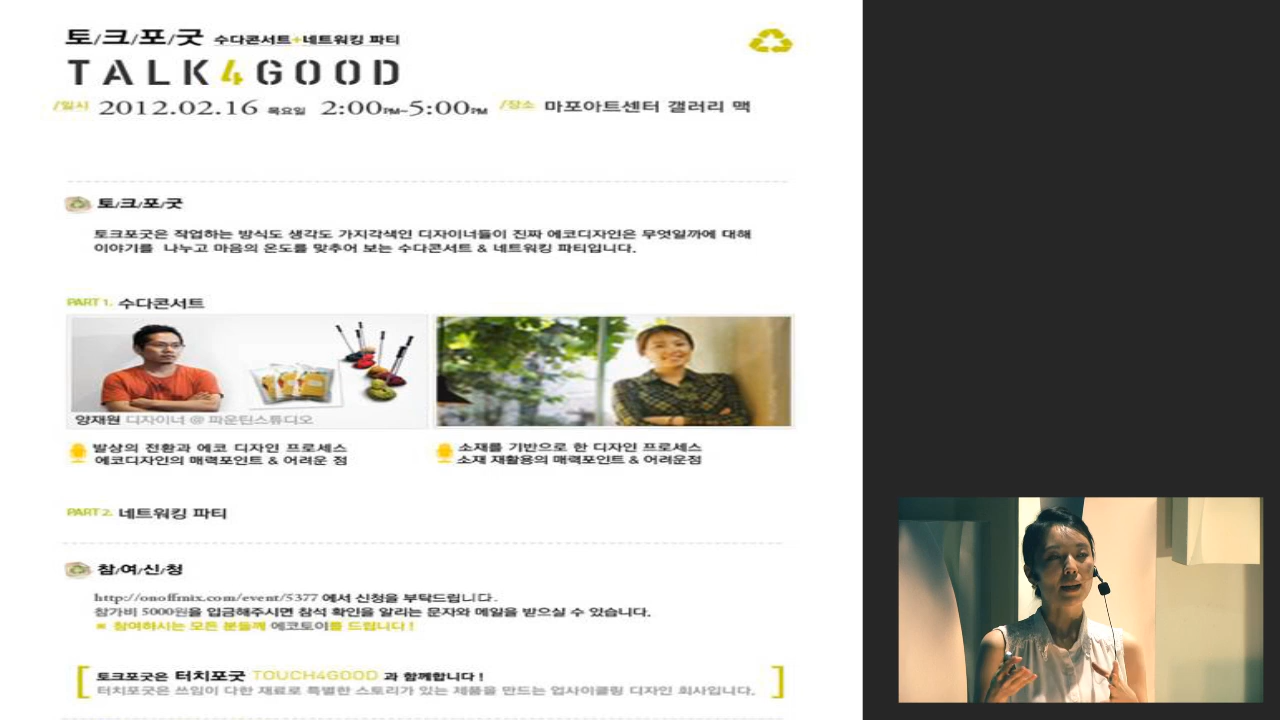 토/크/포/굿 수다콘서트+네트워킹 파티
TALK4GOOD
/일시 2012.02.16 목요일 2:00PM~5:00PM /장소 마포아트센터 갤러리 맥
토/크/포/굿
토크포굿은 작업하는 방식도 생각도 가지각색인 디자이너들이 진짜 에코디자인은 무엇일까에 대해
이야기를 나누고 마음의 온도를 맞추어 보는 수다콘서트 & 네트워킹 파티입니다.
PART 1. 수다콘서트
양재원 디자이너 @ 파운틴스튜디오
발상의 전환과 에코 디자인 프로세스
에코디자인의 매력포인트 & 어려운 점
소재를 기반으로 한 디자인 프로세스
소재 재활용의 매력포인트 & 어려운점
PART 2. 네트워킹 파티
참/여/신/청
http://onoffmix.com/event/5377 에서 신청을 부탁드립니다.
참가비 5000원을 입금해주시면 참석 확인을 알리는 문자와 메일을 받으실 수 있습니다.
참여하시는 모든 분들께 에코토이를 드립니다 !
[ 토크포굿은 터치포굿 TOUCH4GOOD 과 함께합니다 ! ]
터치포굿은 쓰임이 다한 재료로 특별한 스토리가 있는 제품을 만드는 업사이클링 디자인 회사입니다.